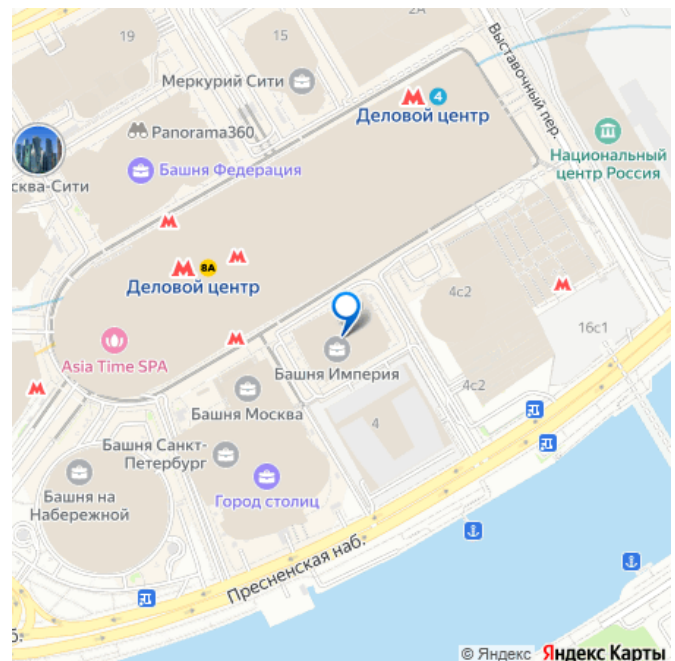 2А
19
15
Меркурий Сити
Выставочный пер.
4
Деловой центр
Panorama360
Национальный
центр Россия
сква-Сити
Башня Федерация
8А
Деловой центр
4с2
16с1
Asia Time SPA
Башня Империя
4с2
Башня Москва
4
Башня Санкт-
Петербург
Башня на
Набережной
Город столиц
Пресненская наб.
б:
© Яндекс Яндекс Карты